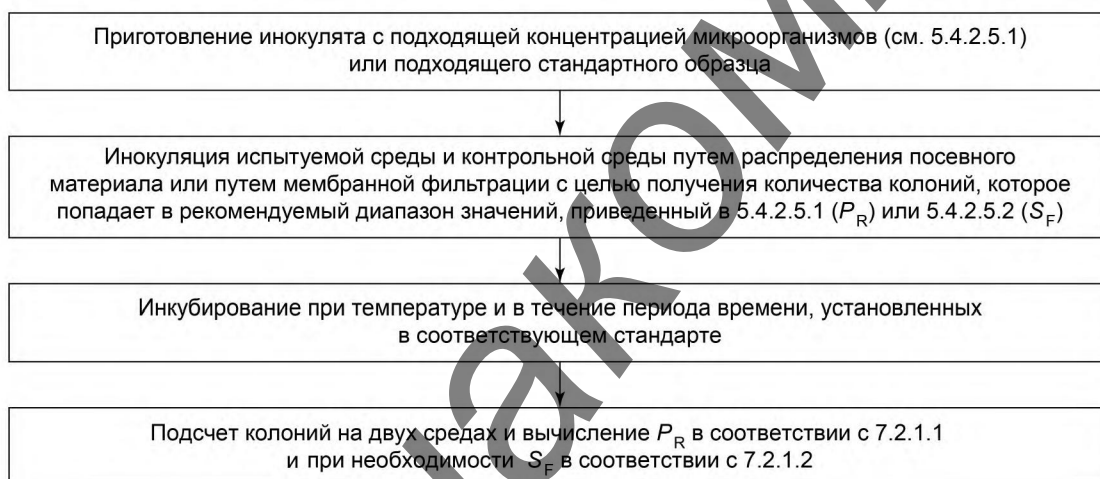 Приготовление инокулята с подходящей концентрацией микроорганизмов (см. 5.4.2.5.1)
или подходящего стандартного образца
Инокуляция испытуемой среды и контрольной среды путем распределения посевного
материала или путем мембранной фильтрации с целью получения количества колоний, которое
попадает в рекомендуемый диапазон значений, приведенный в 5.4.2.5.1 (P_R) или 5.4.2.5.2 (S_F)
Инкубирование при температуре и в течение периода времени, установленных
в соответствующем стандарте
Подсчет колоний на двух средах и вычисление P_R в соответствии с 7.2.1.1
и при необходимости S_F в соответствии с 7.2.1.2